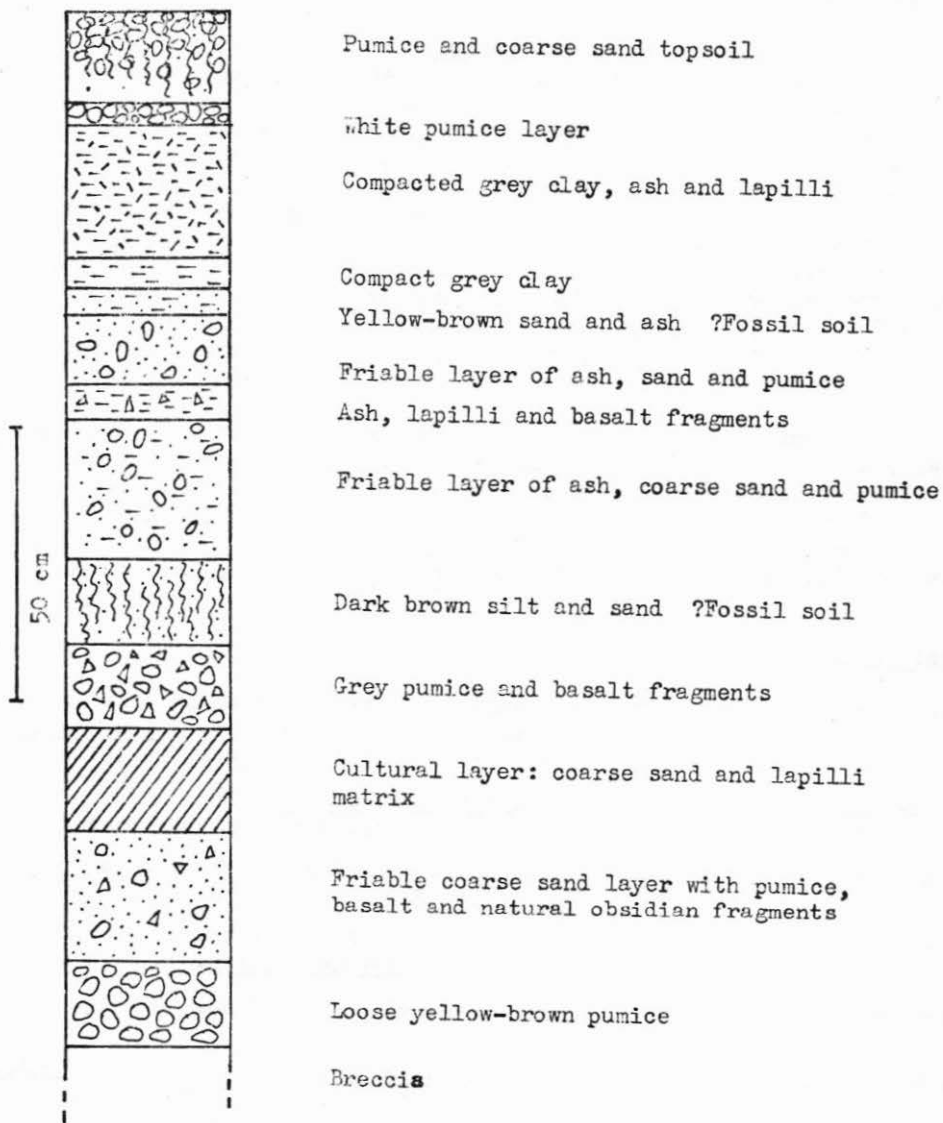 Pumice and coarse sand topsoil
White pumice layer
Compacted grey clay, ash and lapilli
Compact grey clay
Yellow-brown sand and ash ?Fossil soil
Friable layer of ash, sand and pumice
Ash, lapilli and basalt fragments
Friable layer of ash, coarse sand and pumice
50 cm
Dark brown silt and sand ?Fossil soil
Grey pumice and basalt fragments
Cultural layer: coarse sand and lapilli
matrix
Friable coarse sand layer with pumice,
basalt and natural obsidian fragments
Loose yellow-brown pumice
Breccia